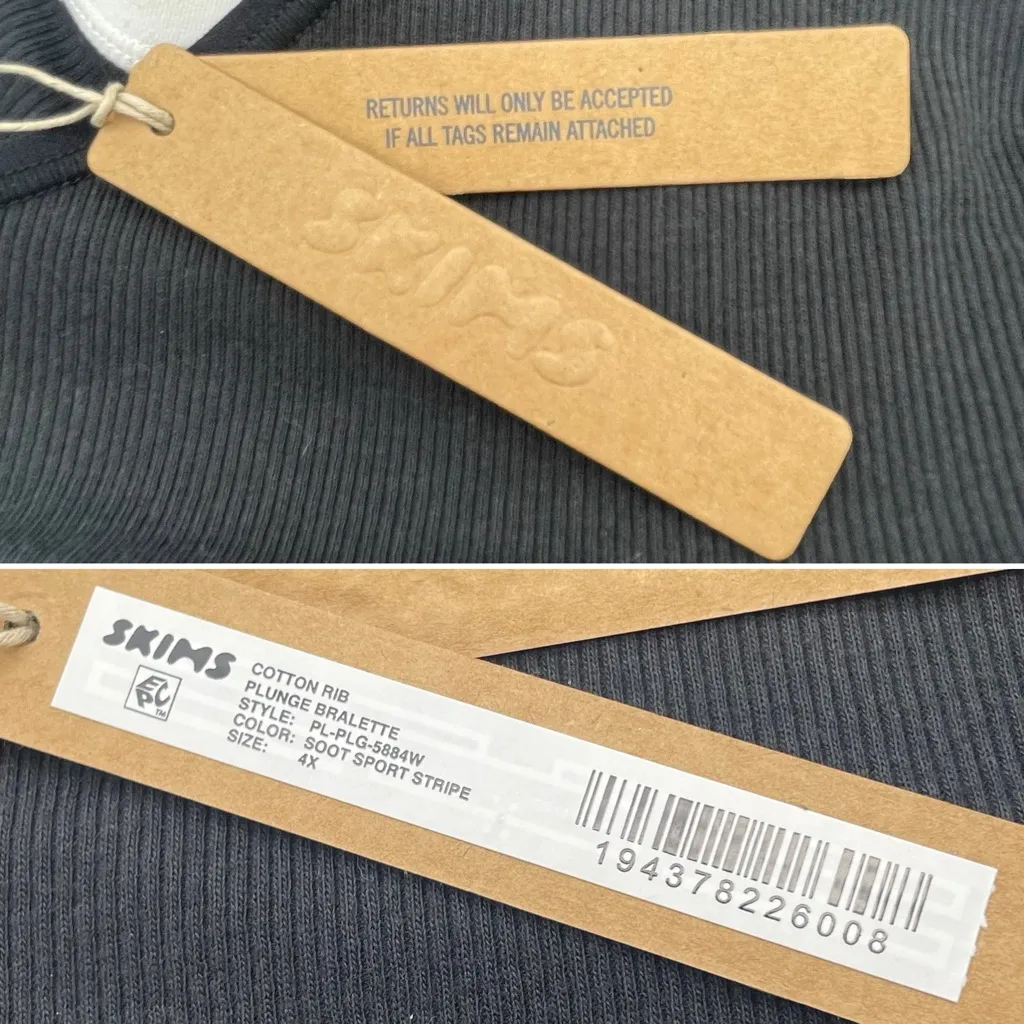 RETURNS WILL ONLY BE ACCEPTED
IF ALL TAGS REMAIN ATTACHED
SKIMS
SKIMS
EPC™
COTTON RIB
PLUNGE BRALETTE
STYLE: PL-PLG-5884W
COLOR: SOOT SPORT STRIPE
SIZE: 4X
194378226008